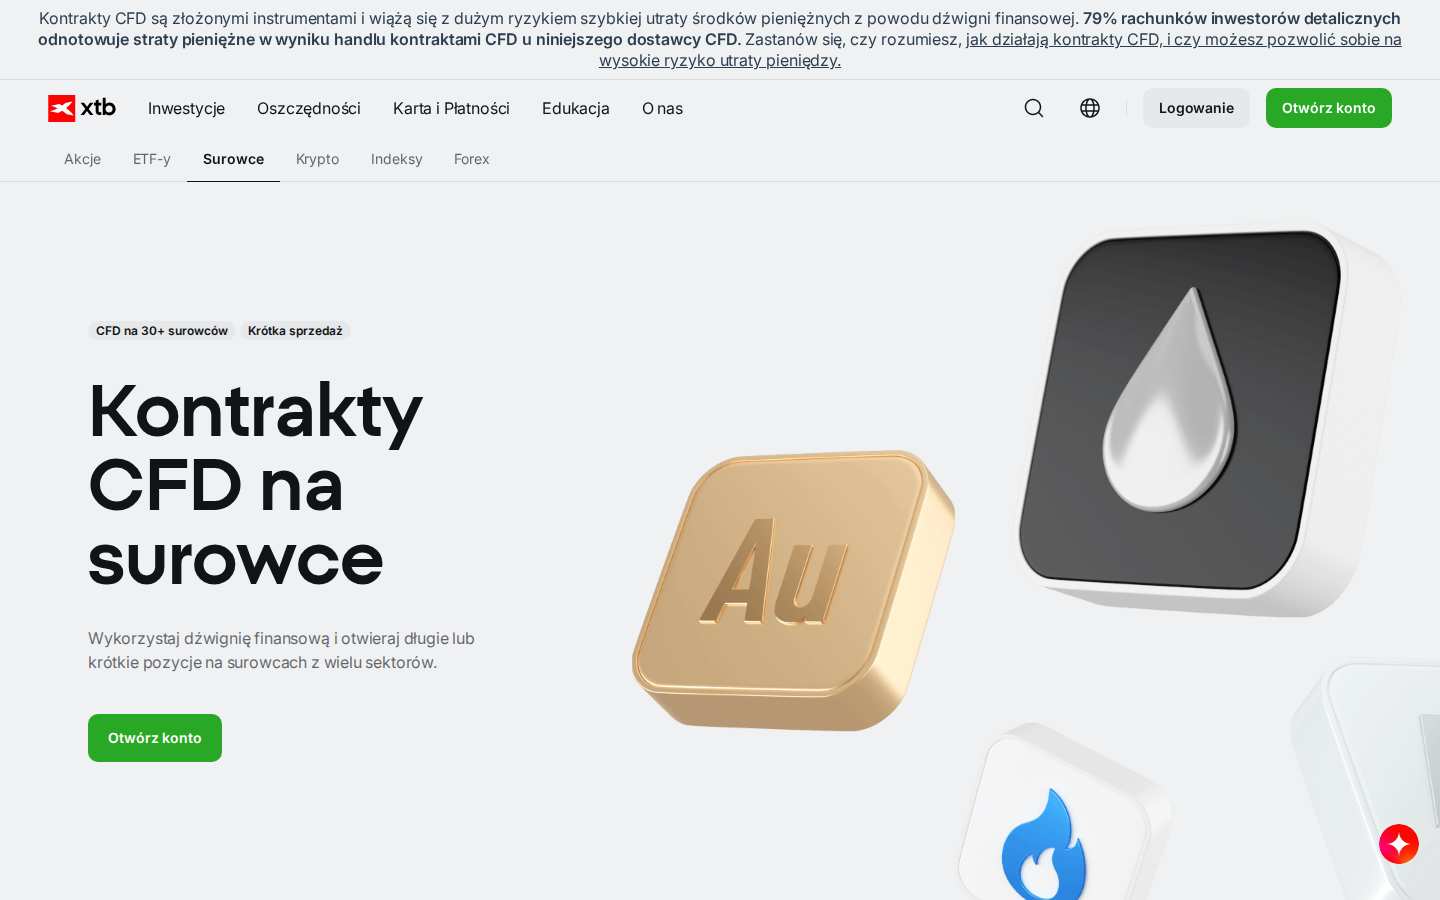 Kontrakty CFD są złożonymi instrumentami i wiążą się z dużym ryzykiem szybkiej utraty środków pieniężnych z powodu dźwigni finansowej. 79% rachunków inwestorów detalicznych
odnotowuje straty pieniężne w wyniku handlu kontraktami CFD u niniejszego dostawcy CFD. Zastanów się, czy rozumiesz, jak działają kontrakty CFD, i czy możesz pozwolić sobie na
wysokie ryzyko utraty pieniędzy.
xtb Inwestycje Oszczędności Karta i Płatności Edukacja O nas Logowanie Otwórz konto
Akcje ETF-y Surowce Krypto Indeksy Forex
CFD na 30+ surowców Krótka sprzedaż
Kontrakty
CFD na
surowce
Wykorzystaj dźwignię finansową i otwieraj długie lub
krótkie pozycje na surowcach z wielu sektorów.
Otwórz konto
Au